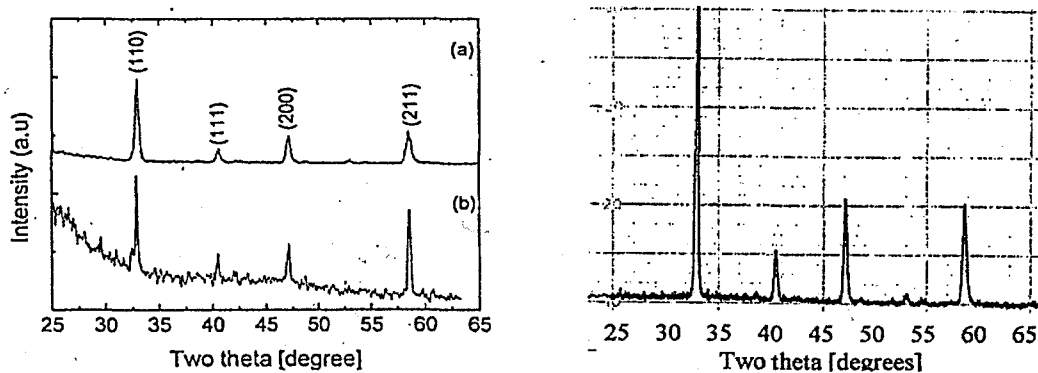 (a)
(110)
(111)
(200)
(211)
(b)
Intensity (a.u)
25 30 35 40 45 50 55 60 65
Two theta [degree]
20
25 35 40 45 50 55 60 65
Two theta [degrees]